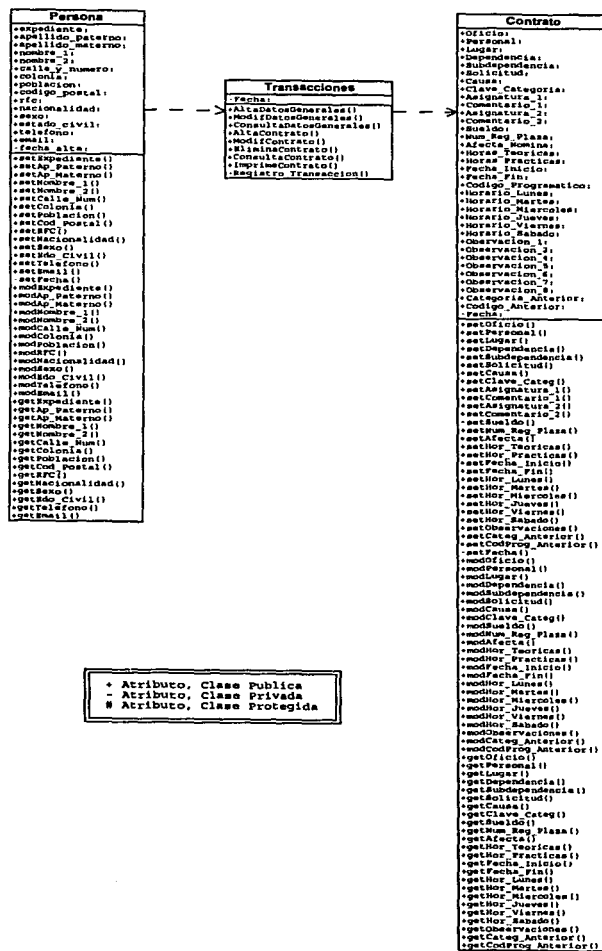 Persona
+expediente;
+apellido_paterno;
+apellido_materno;
+nombre_1;
+nombre_2;
+calle_y_numero;
+colonia;
+poblacion;
+codigo_postal;
+rfc;
+nacionalidad;
+sexo;
+estado_civil;
+telefono;
+email;
-fecha_alta;
+setExpediente()
+setAp_Paterno()
+setAp_Materno()
+setNombre_1()
+setNombre_2()
+setCalle_Num()
+setColonia()
+setPoblacion()
+setCod_Postal()
+setRFC()
+setNacionalidad()
+setSexo()
+setEdo_Civil()
+setTelefono()
+setEmail()
-setFecha()
+modExpediente()
+modAp_Paterno()
+modAp_Materno()
+modNombre_1()
+modNombre_2()
+modCalle_Num()
+modColonia()
+modPoblacion()
+modRFC()
+modNacionalidad()
+modSexo()
+modEdo_Civil()
+modTelefono()
+modEmail()
+getExpediente()
+getAp_Paterno()
+getAp_Materno()
+getNombre_1()
+getNombre_2()
+getCalle_Num()
+getColonia()
+getPoblacion()
+getCod_Postal()
+getRFC()
+getNacionalidad()
+getSexo()
+getEdo_Civil()
+getTelefono()
+getEmail()
Transacciones
-Fecha;
+AltaDatosGenerales()
+ModifDatosGenerales()
+ConsultaDatosGenerales()
+AltaContrato()
+ModifContrato()
+EliminaContrato()
+ConsultaContrato()
+ImprimeContrato()
-Registro_Transaccion()
Contrato
+Oficio;
+Personal;
+Lugar;
+Dependencia;
+Subdependencia;
+Solicitud;
+Causa;
+Clave_Categoria;
+Asignatura_1;
+Comentario_1;
+Asignatura_2;
+Comentario_2;
+Sueldo;
+Num_Reg_Plaza;
+Afecta_Nomina;
+Horas_Teoricas;
+Horas_Practicas;
+Fecha_Inicio;
+Fecha_Fin;
+Codigo_Programatico;
+Horario_Lunes;
+Horario_Martes;
+Horario_Miercoles;
+Horario_Jueves;
+Horario_Viernes;
+Horario_Sabado;
+Observacion_1;
+Observacion_3;
+Observacion_4;
+Observacion_5;
+Observacion_6;
+Observacion_7;
+Observacion_8;
+Categoria_Anterior;
+Codigo_Anterior;
-Fecha;
+setOficio()
+setPersonal()
+setLugar()
+setDependencia()
+setSubdependencia()
+setSolicitud()
+setCausa()
+setClave_Categ()
+setAsignatura_1()
+setComentario_1()
+setAsignatura_2()
+setComentario_2()
-setSueldo()
+setNum_Reg_Plaza()
+setAfecta()
+setHor_Teoricas()
+setHor_Practicas()
+setFecha_Inicio()
+setFecha_Fin()
+setHor_Lunes()
+setHor_Martes()
+setHor_Miercoles()
+setHor_Jueves()
+setHor_Viernes()
+setHor_Sabado()
+setObservaciones()
+setCateg_Anterior()
+setCodProg_Anterior()
-setFecha()
+modOficio()
+modPersonal()
+modLugar()
+modDependencia()
+modSubdependencia()
+modSolicitud()
+modCausa()
+modClave_Categ()
+modSueldo()
+modNum_Reg_Plaza()
+modAfecta()
+modHor_Teoricas()
+modHor_Practicas()
+modFecha_Inicio()
+modFecha_Fin()
+modHor_Lunes()
+modHor_Martes()
+modHor_Miercoles()
+modHor_Jueves()
+modHor_Viernes()
+modHor_Sabado()
+modObservaciones()
+modCateg_Anterior()
+modCodProg_Anterior()
+getOficio()
+getPersonal()
+getLugar()
+getDependencia()
+getSubdependencia()
+getSolicitud()
+getCausa()
+getClave_Categ()
+getSueldo()
+getNum_Reg_Plaza()
+getAfecta()
+getHor_Teoricas()
+getHor_Practicas()
+getFecha_Inicio()
+getFecha_Fin()
+getHor_Lunes()
+getHor_Martes()
+getHor_Miercoles()
+getHor_Jueves()
+getHor_Viernes()
+getHor_Sabado()
+getObservaciones()
+getCateg_Anterior()
+getCodProg_Anterior()
+ Atributo, Clase Publica
- Atributo, Clase Privada
# Atributo, Clase Protegida